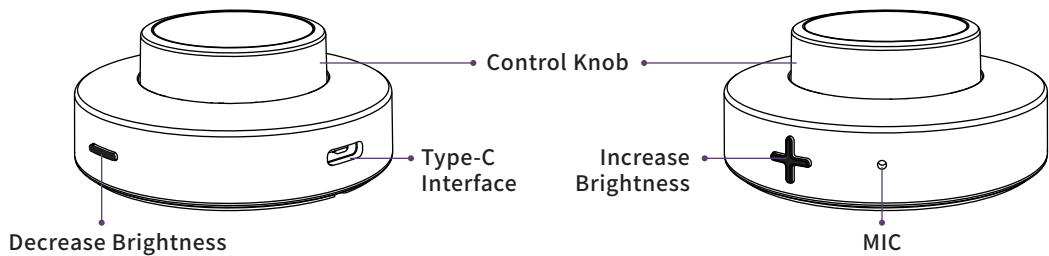 Control Knob
Type-C
Interface
Increase
Brightness
Decrease Brightness
MIC